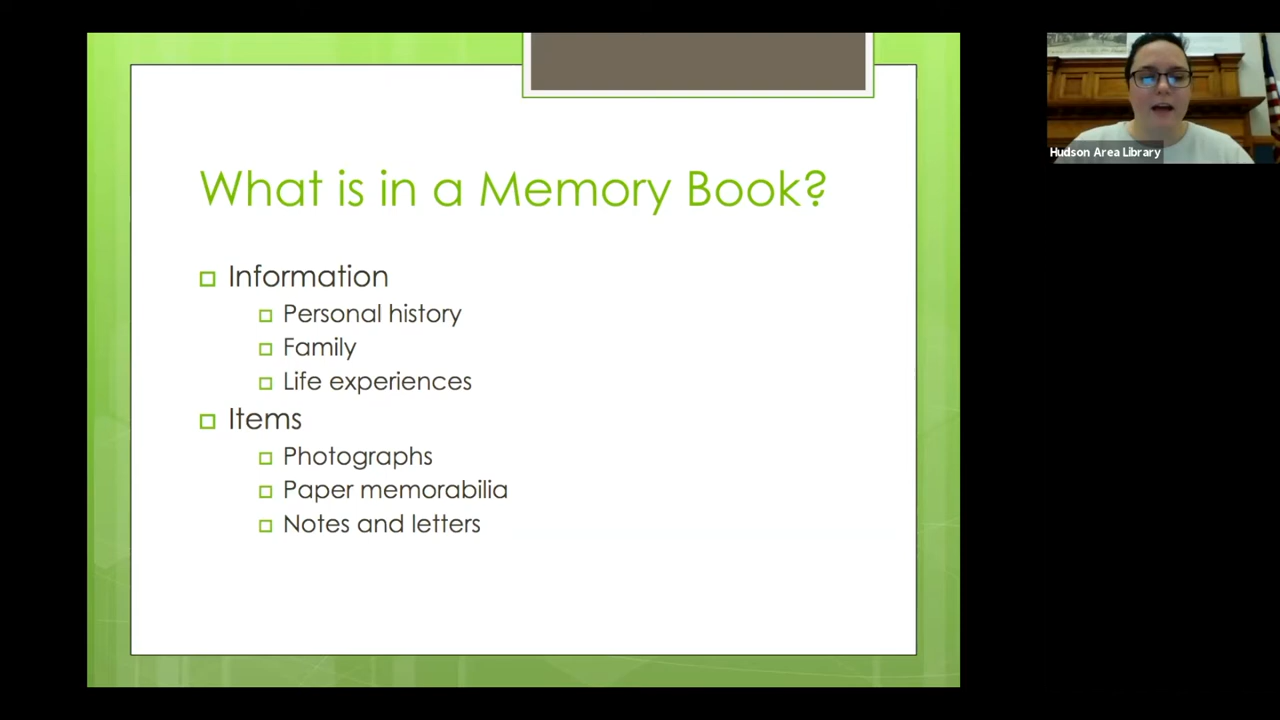 What is in a Memory Book?
Information
Personal history
Family
Life experiences
Items
Photographs
Paper memorabilia
Notes and letters
Hudson Area Library